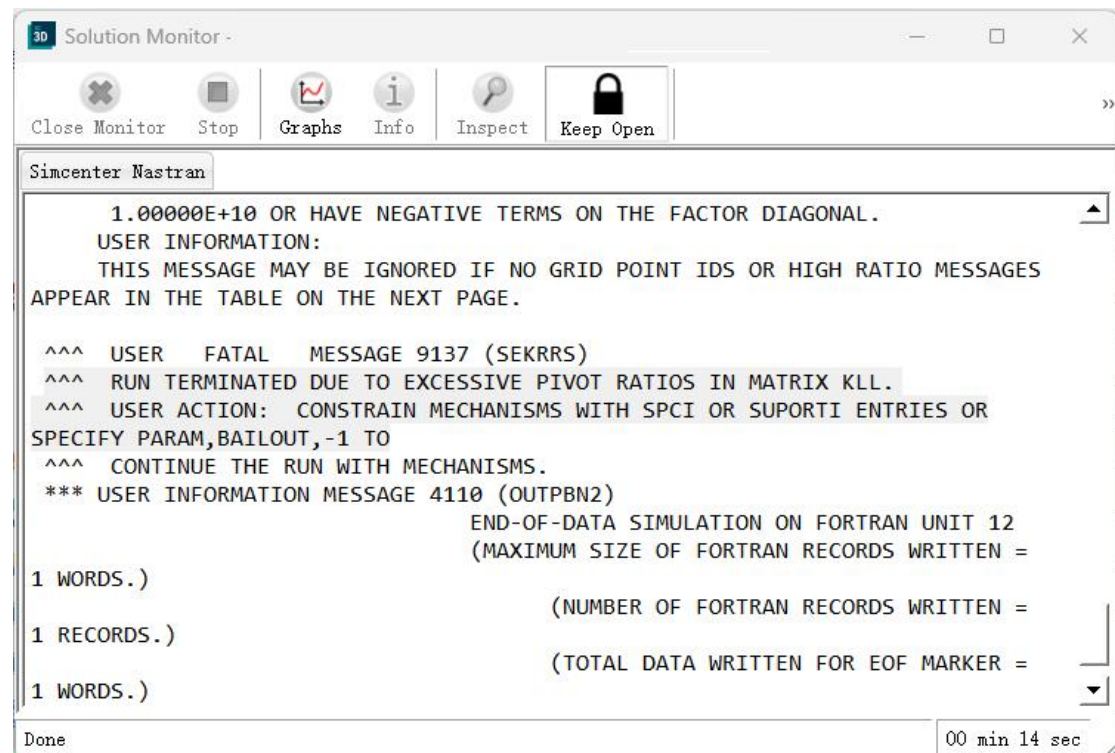 3D Solution Monitor -
Close Monitor Stop Graphs Info Inspect Keep Open »
Simcenter Nastran
1.00000E+10 OR HAVE NEGATIVE TERMS ON THE FACTOR DIAGONAL.
USER INFORMATION:
THIS MESSAGE MAY BE IGNORED IF NO GRID POINT IDS OR HIGH RATIO MESSAGES
APPEAR IN THE TABLE ON THE NEXT PAGE.
^^^ USER FATAL MESSAGE 9137 (SEKRRS)
^^^ RUN TERMINATED DUE TO EXCESSIVE PIVOT RATIOS IN MATRIX KLL.
^^^ USER ACTION: CONSTRAIN MECHANISMS WITH SPCI OR SUPORTI ENTRIES OR
SPECIFY PARAM,BAILOUT,-1 TO
^^^ CONTINUE THE RUN WITH MECHANISMS.
*** USER INFORMATION MESSAGE 4110 (OUTPBN2)
END-OF-DATA SIMULATION ON FORTRAN UNIT 12
(MAXIMUM SIZE OF FORTRAN RECORDS WRITTEN =
1 WORDS.)
(NUMBER OF FORTRAN RECORDS WRITTEN =
1 RECORDS.)
(TOTAL DATA WRITTEN FOR EOF MARKER =
1 WORDS.)
Done 00 min 14 sec